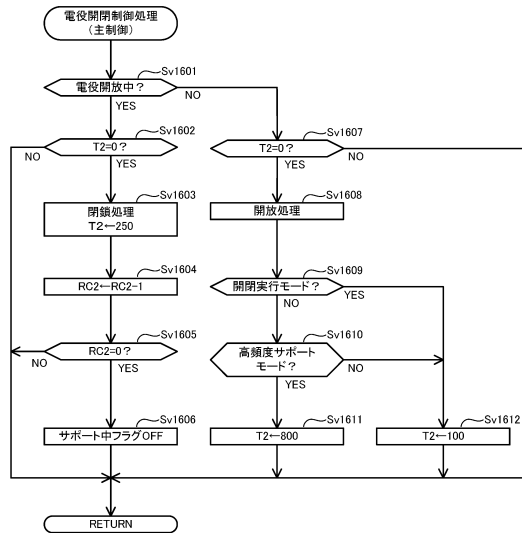 電役開閉制御処理
（主制御）
Sv1601
電役開放中？
NO
YES
Sv1602
T2=0？
NO
YES
Sv1607
T2=0？
NO
YES
Sv1603
閉鎖処理
T2←250
Sv1608
開放処理
Sv1604
RC2←RC2-1
Sv1609
開閉実行モード？
YES
NO
Sv1605
RC2=0？
NO
YES
Sv1610
高頻度サポート
モード？
NO
YES
Sv1606
サポート中フラグOFF
Sv1611
T2←800
Sv1612
T2←100
RETURN